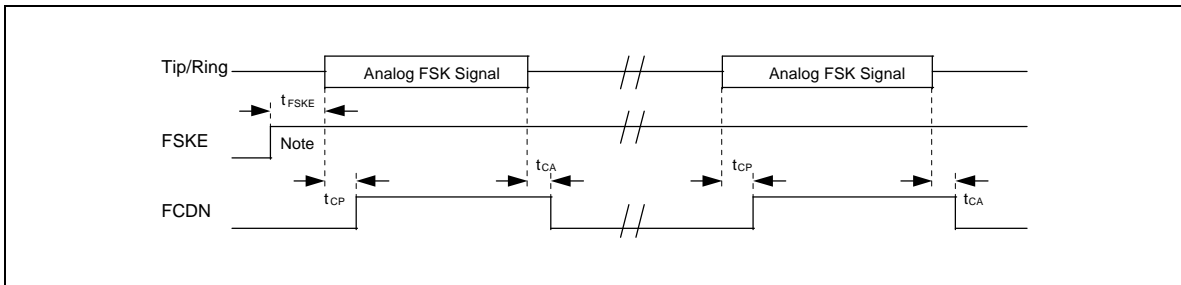 Tip/Ring
Analog FSK Signal
Analog FSK Signal
tFSKE
FSKE
Note
tCA
tCP
tCP
tCA
FCDN